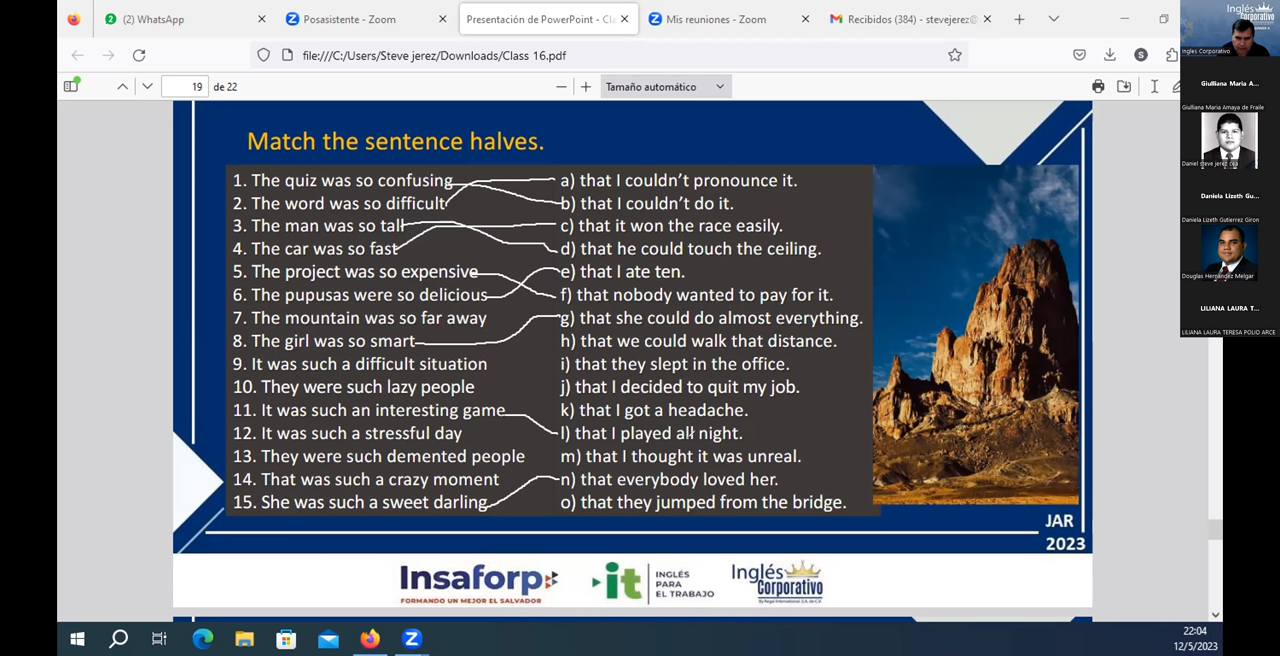 (2) WhatsApp
Posasistente - Zoom
Presentación de PowerPoint - Cla
Mis reuniones - Zoom
Recibidos (384) - stevejerez@
file:///C:/Users/Steve jerez/Downloads/Class 16.pdf
S
19 de 22
Tamaño automático
Match the sentence halves.
1. The quiz was so confusing
2. The word was so difficult
3. The man was so tall
4. The car was so fast
5. The project was so expensive
6. The pupusas were so delicious
7. The mountain was so far away
8. The girl was so smart
9. It was such a difficult situation
10. They were such lazy people
11. It was such an interesting game
12. It was such a stressful day
13. They were such demented people
14. That was such a crazy moment
15. She was such a sweet darling
a) that I couldn't pronounce it.
b) that I couldn't do it.
c) that it won the race easily.
d) that he could touch the ceiling.
e) that I ate ten.
f) that nobody wanted to pay for it.
g) that she could do almost everything.
h) that we could walk that distance.
i) that they slept in the office.
j) that I decided to quit my job.
k) that I got a headache.
l) that I played all night.
m) that I thought it was unreal.
n) that everybody loved her.
o) that they jumped from the bridge.
JAR
2023
Insaforp
FORMANDO UN MEJOR EL SALVADOR
it
INGLÉS
PARA
EL TRABAJO
Inglés
Corporativo
Inglés
Corporativo
Ingles Corporativo
Giulliana Maria A...
Giulliana Maria Amaya de Fraile
Daniel steve jerez cea
Daniela Lizeth Gu...
Daniela Lizeth Gutierrez Giron
Douglas Hernández Melgar
LILIANA LAURA T...
LILIANA LAURA TERESA POLIO ARCE
22:04
12/5/2023